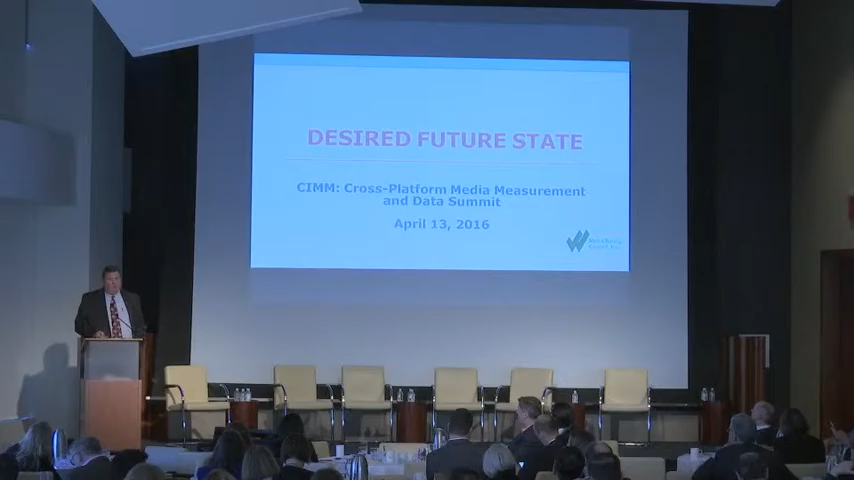 DESIRED FUTURE STATE
CIMM: Cross-Platform Media Measurement
and Data Summit
April 13, 2016